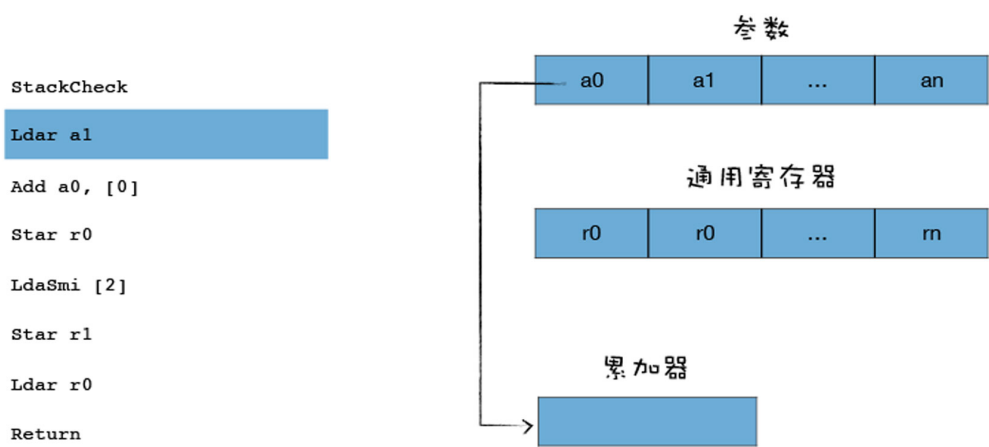 StackCheck
Ldar a1
Add a0, [0]
Star r0
LdaSmi [2]
Star r1
Ldar r0
Return
参数
a0 a1 ... an
通用寄存器
r0 r0 ... rn
累加器